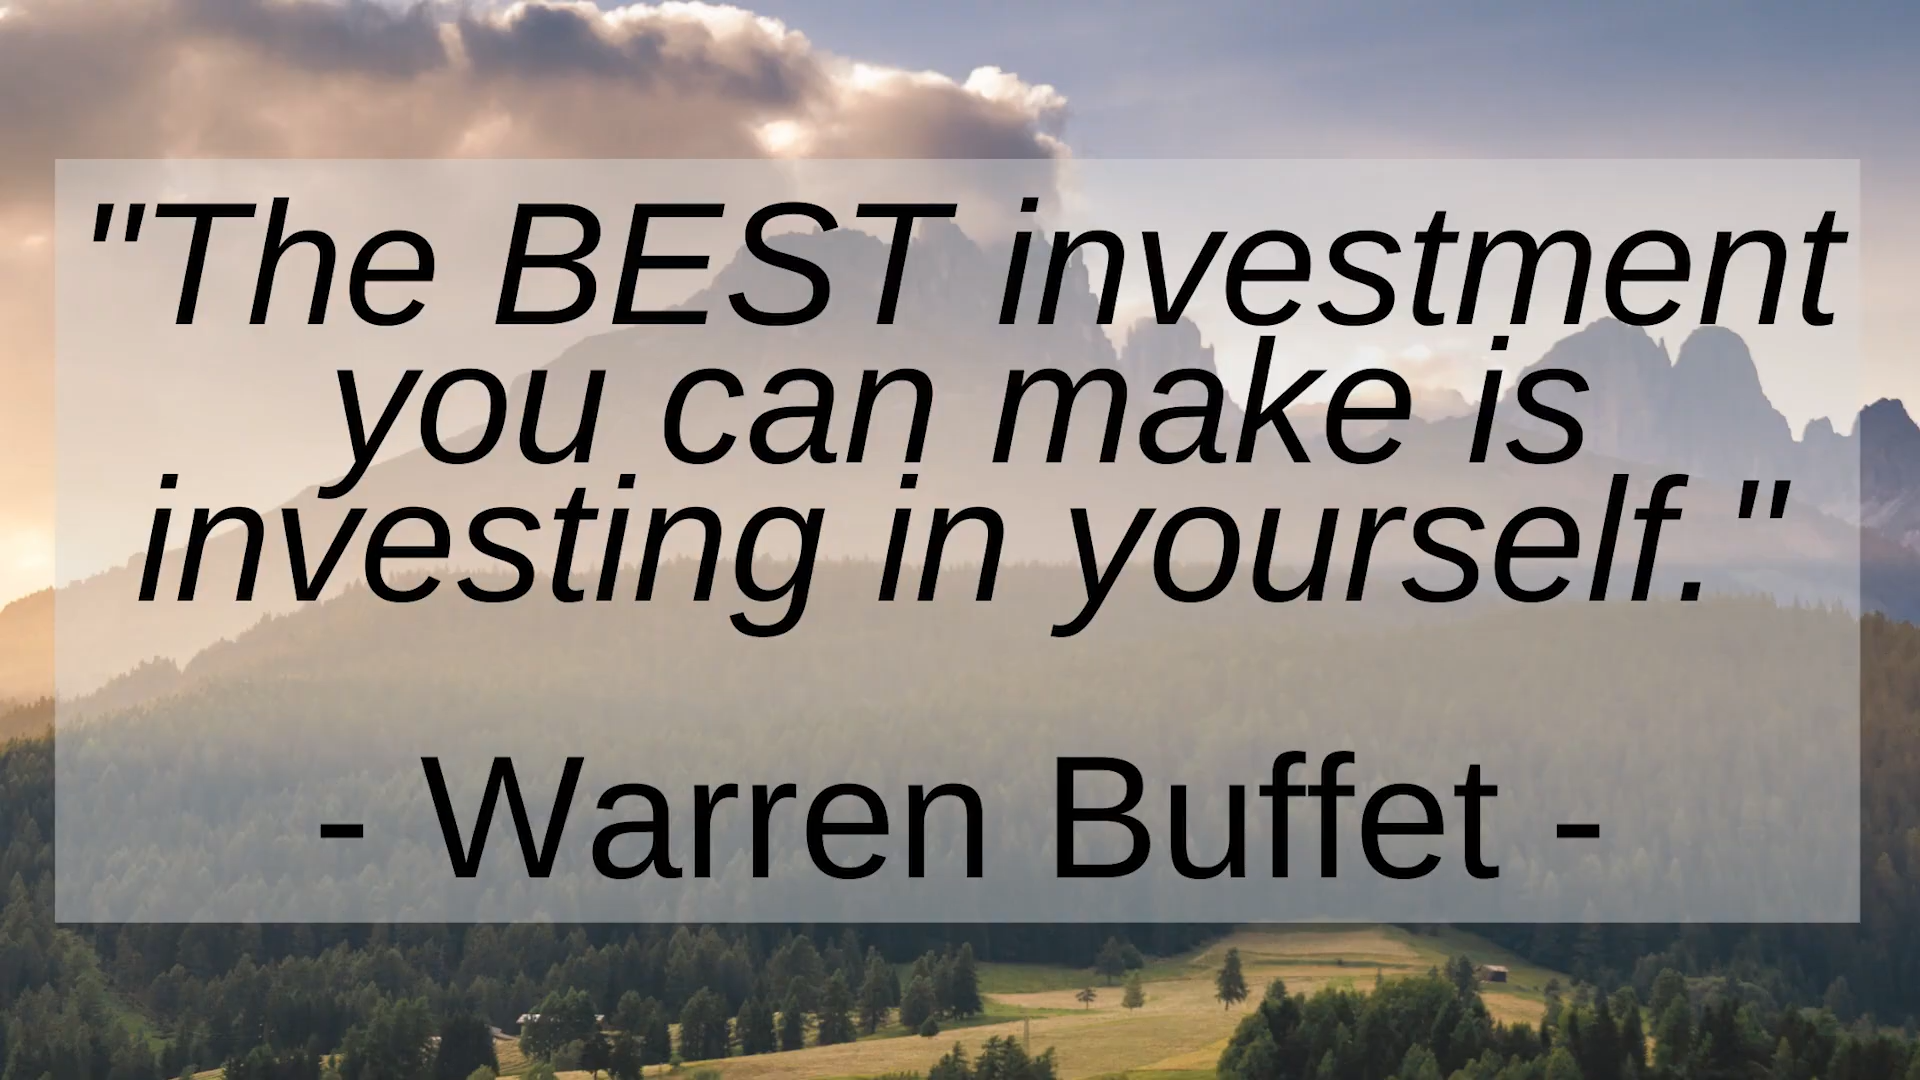 "The BEST investment
you can make is
investing in yourself."
- Warren Buffet -